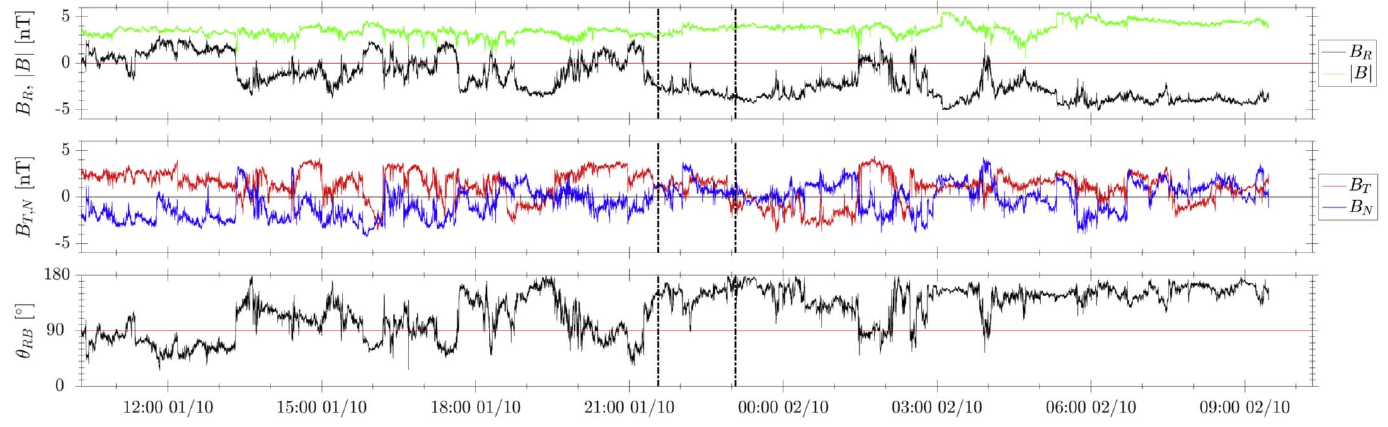 B_R, |B| [nT]
5
0
-5
B_R
|B|
B_{T,N} [nT]
5
0
-5
B_T
B_N
θ_{RB} [°]
180
90
0
12:00 01/10 15:00 01/10 18:00 01/10 21:00 01/10 00:00 02/10 03:00 02/10 06:00 02/10 09:00 02/10